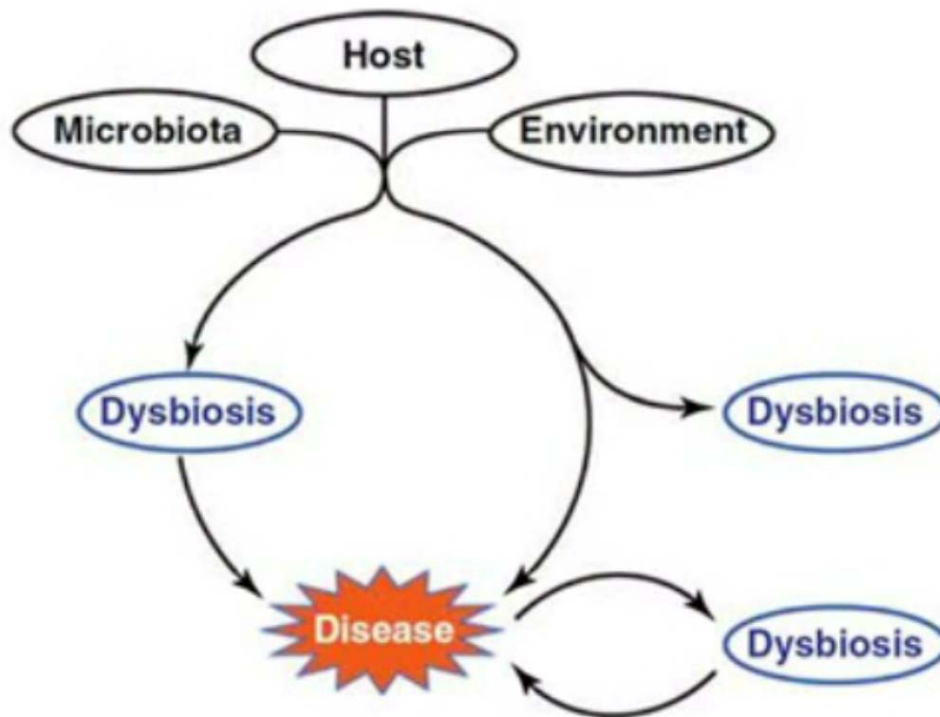 Host
Microbiota
Environment
Dysbiosis
Dysbiosis
Disease
Dysbiosis